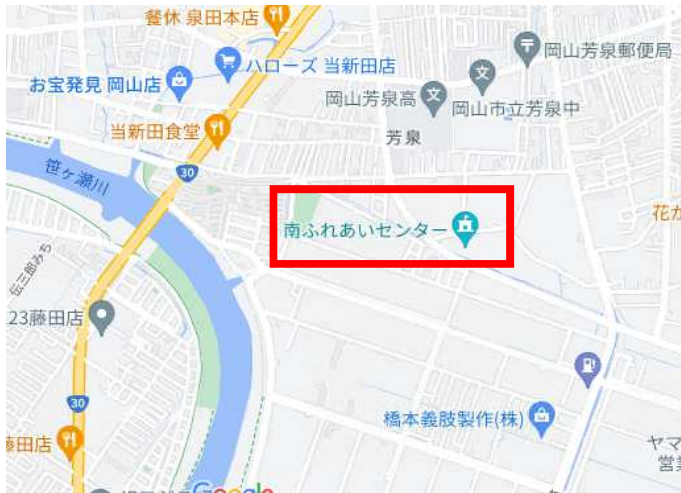 餐休 泉田本店
岡山芳泉郵便局
ハローズ 当新田店
お宝発見 岡山店
岡山芳泉高
岡山市立芳泉中
当新田食堂
芳泉
30
笹ヶ瀬川
南ふれあいセンター
花か
伝三郎みち
23藤田店
30
橋本義肢製作(株)
藤田店
ヤマ
営業
Google